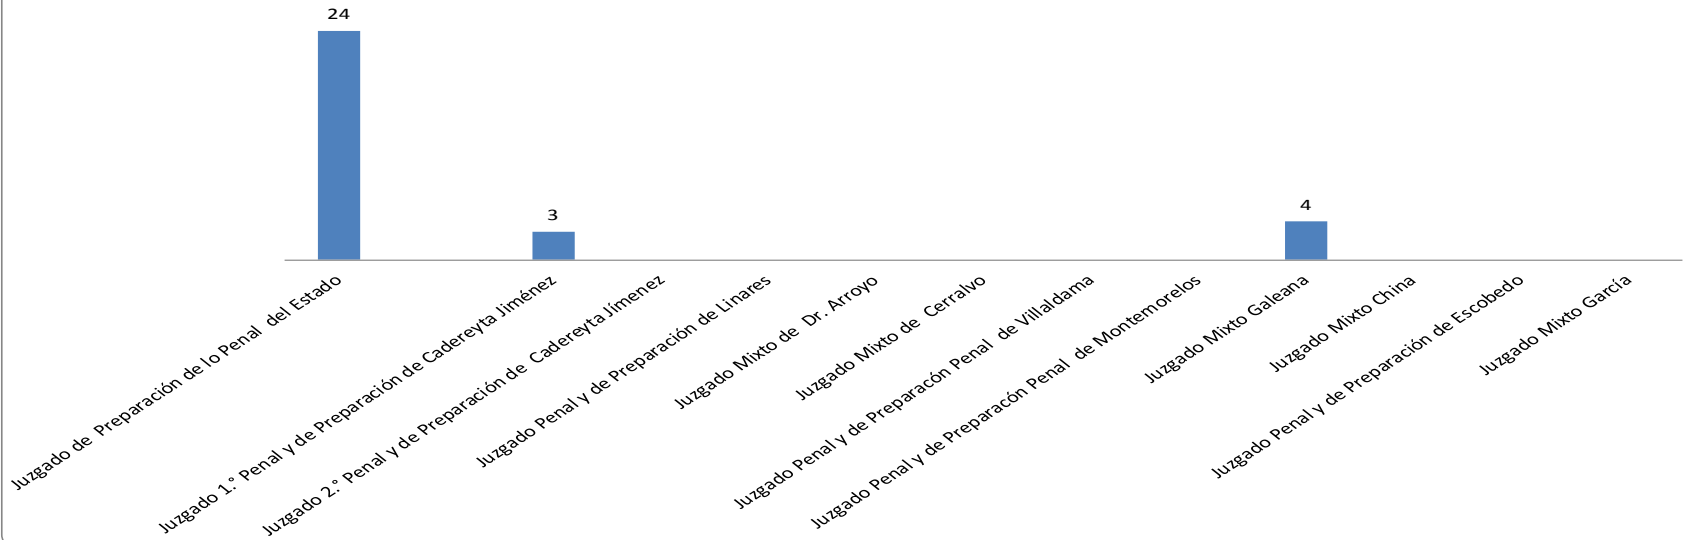 24
3
4
Juzgado de Preparación de lo Penal del Estado
Juzgado 1.° Penal y de Preparación de Cadereyta Jiménez
Juzgado 2.° Penal y de Preparación de Cadereyta Jímenez
Juzgado Penal y de Preparación de Linares
Juzgado Mixto de Dr. Arroyo
Juzgado Mixto de Cerralvo
Juzgado Penal y de Preparacón Penal de Villaldama
Juzgado Penal y de Preparacón Penal de Montemorelos
Juzgado Mixto Galeana
Juzgado Mixto China
Juzgado Penal y de Preparación de Escobedo
Juzgado Mixto García